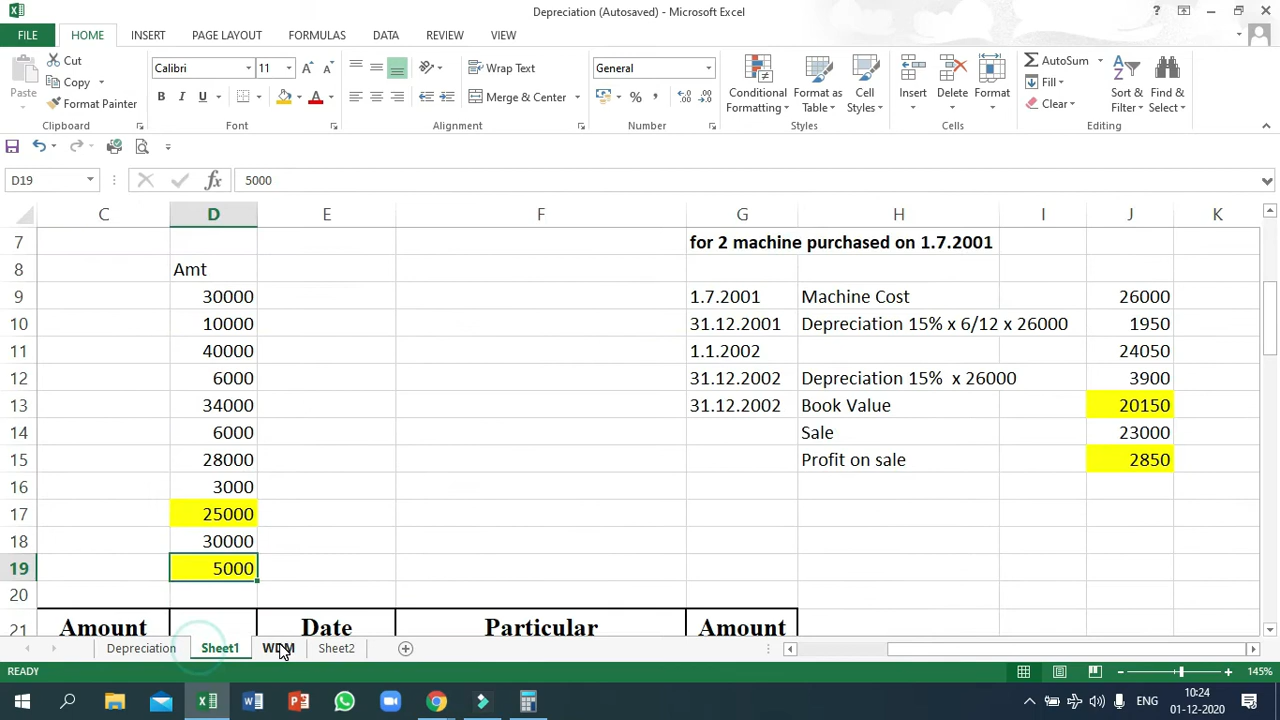 Depreciation (Autosaved) - Microsoft Excel
?
FILE HOME INSERT PAGE LAYOUT FORMULAS DATA REVIEW VIEW
Cut
Copy
Format Painter
Paste
Clipboard
Calibri 11
B I U
Font
Wrap Text
Merge & Center
Alignment
General
%
Number
Conditional Formatting
Format as Table
Cell Styles
Styles
Insert Delete Format
Cells
AutoSum
Fill
Clear
Sort & Filter
Find & Select
Editing
D19 fx 5000
C D E F G H I J K
7 for 2 machine purchased on 1.7.2001
8 Amt
9 30000 1.7.2001 Machine Cost 26000
10 10000 31.12.2001 Depreciation 15% x 6/12 x 26000 1950
11 40000 1.1.2002 24050
12 6000 31.12.2002 Depreciation 15%  x 26000 3900
13 34000 31.12.2002 Book Value 20150
14 6000 Sale 23000
15 28000 Profit on sale 2850
16 3000
17 25000
18 30000
19 5000
20
21 Amount Date Particular Amount
Depreciation Sheet1 Sheet2
READY 145%
ENG 10:24
01-12-2020